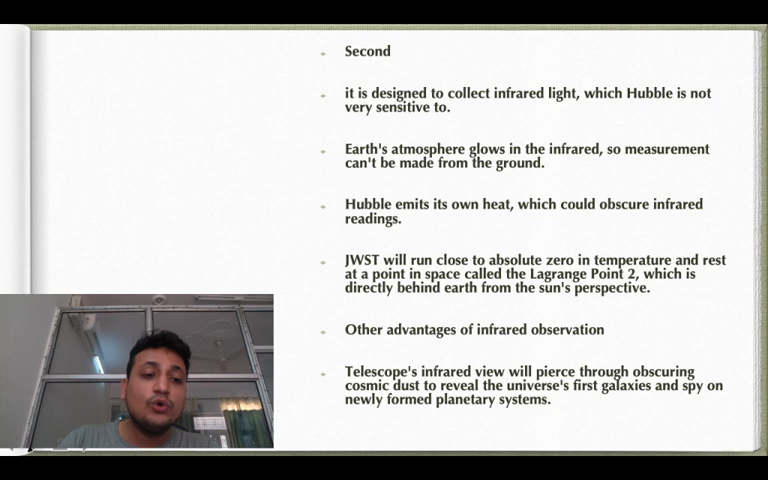 Second
it is designed to collect infrared light, which Hubble is not
very sensitive to.
Earth's atmosphere glows in the infrared, so measurement
can't be made from the ground.
Hubble emits its own heat, which could obscure infrared
readings.
JWST will run close to absolute zero in temperature and rest
at a point in space called the Lagrange Point 2, which is
directly behind earth from the sun's perspective.
Other advantages of infrared observation
Telescope's infrared view will pierce through obscuring
cosmic dust to reveal the universe's first galaxies and spy on
newly formed planetary systems.